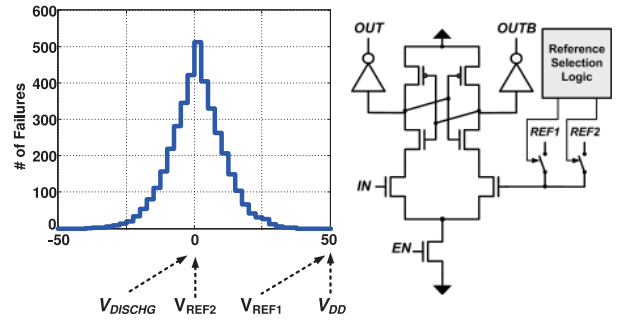 # of Failures
600
500
400
300
200
100
0
-50
0
50
V_DISCHG
V_REF2
V_REF1
V_DD
OUT
OUTB
Reference
Selection
Logic
REF1
REF2
IN
EN